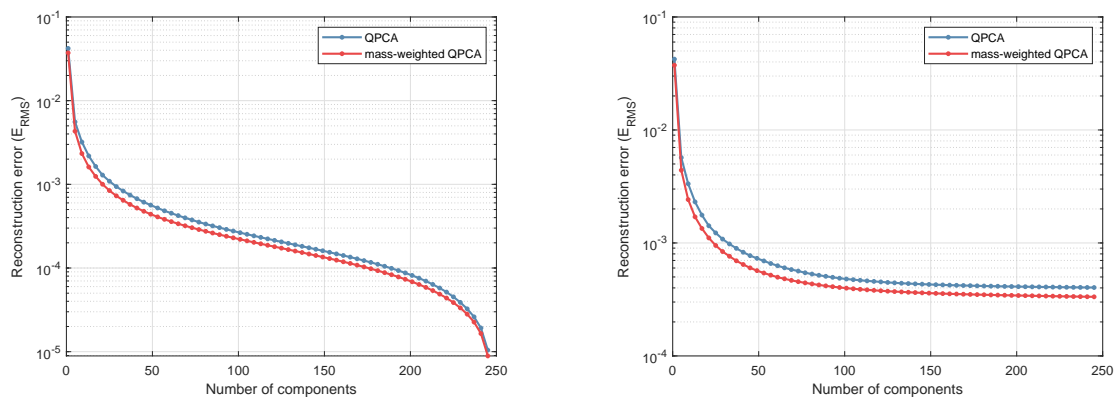 10^-1
10^-2
10^-3
10^-4
10^-5
Reconstruction error (E_RMS)
QPCA
mass-weighted QPCA
0 50 100 150 200 250
Number of components
10^-1
10^-2
10^-3
10^-4
Reconstruction error (E_RMS)
QPCA
mass-weighted QPCA
0 50 100 150 200 250
Number of components